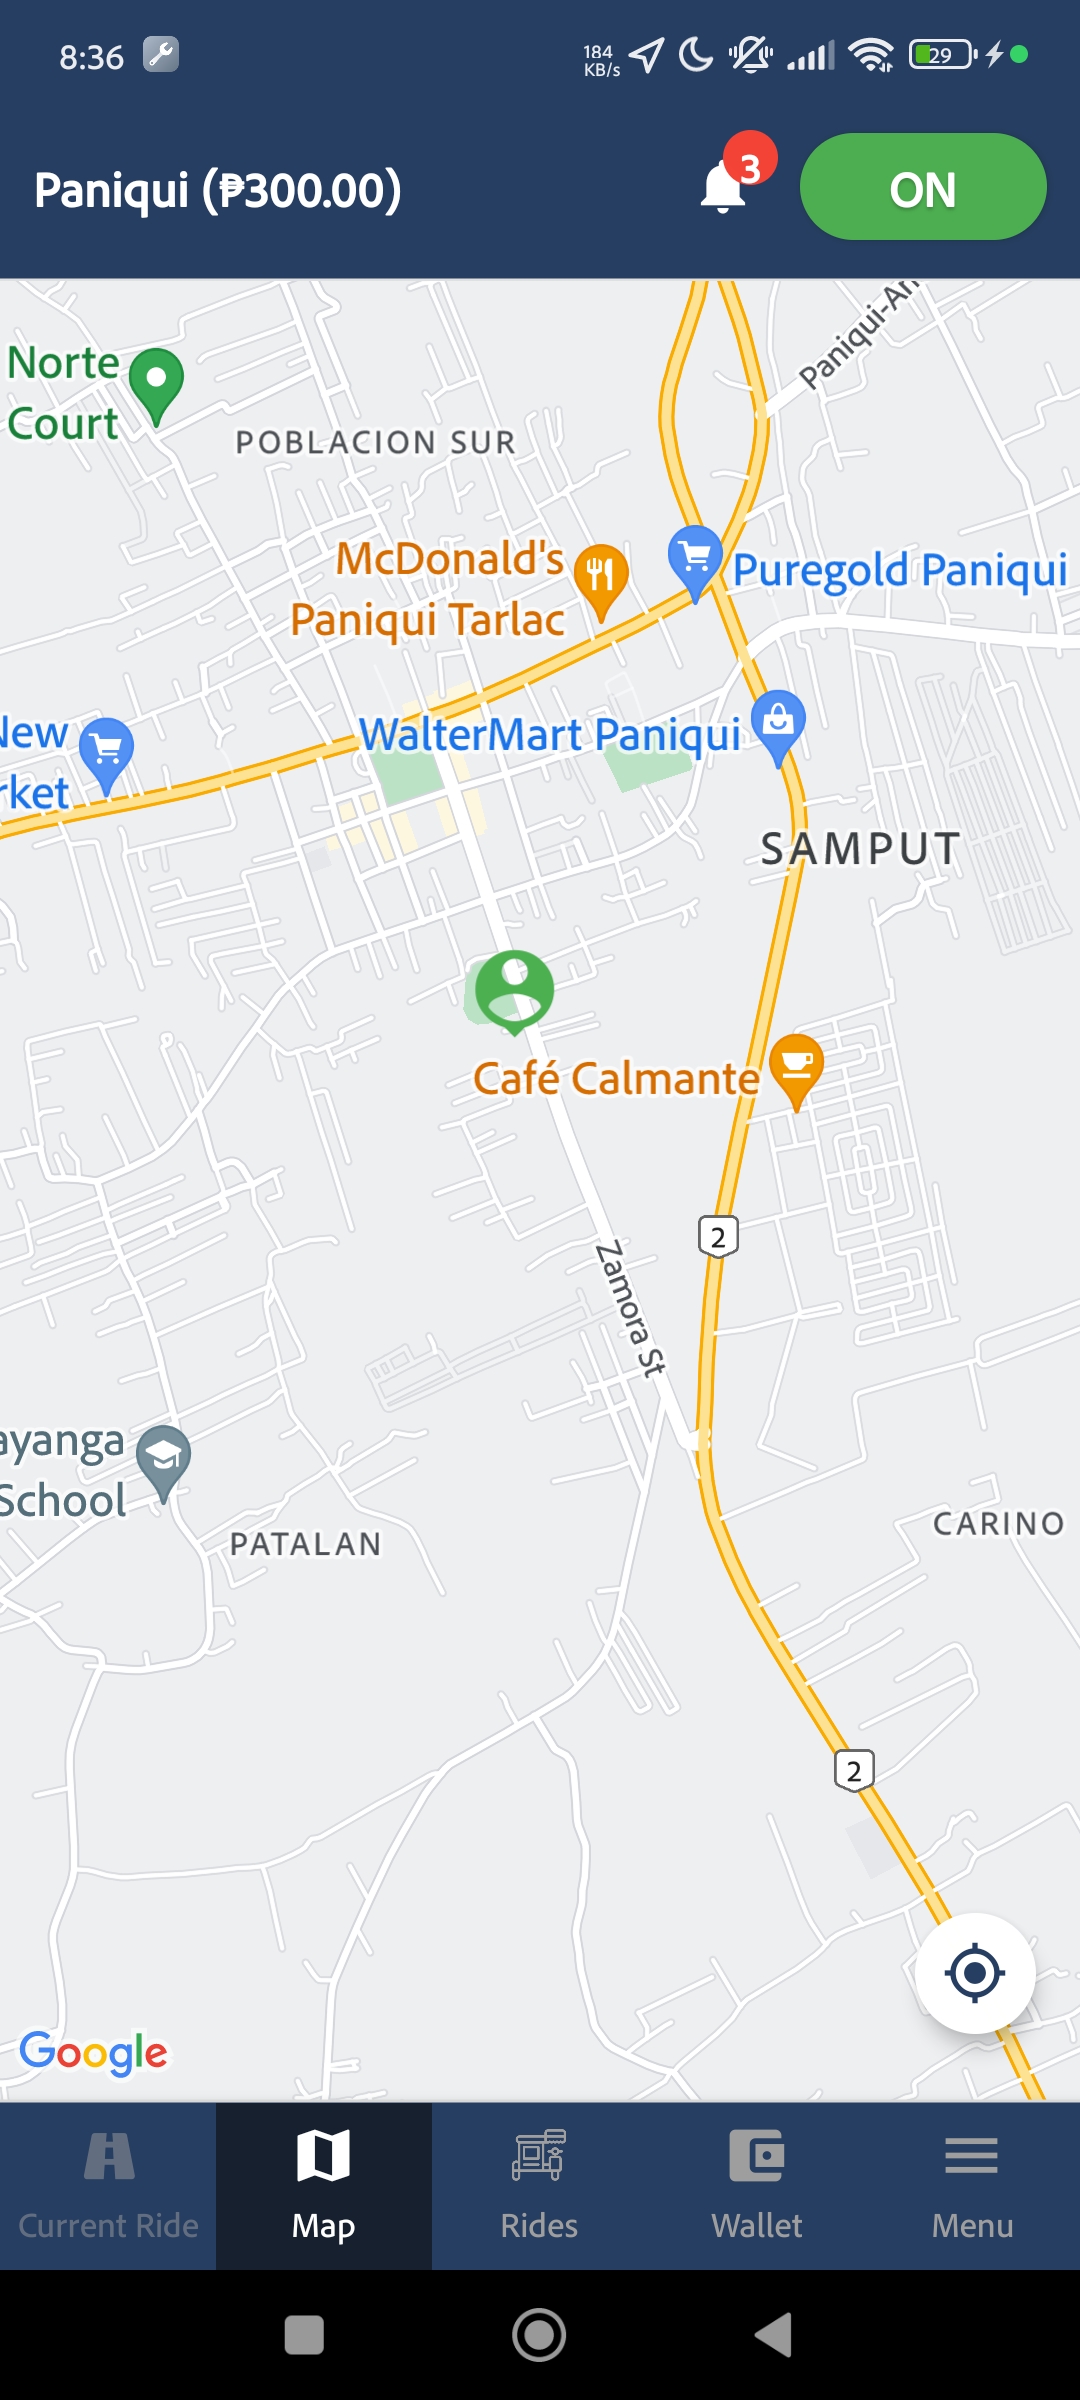 8:36
184
KB/s
29
Paniqui (₱300.00)
3
ON
Paniqui-An
Norte
Court
POBLACION SUR
McDonald's
Paniqui Tarlac
Puregold Paniqui
New
rket
WalterMart Paniqui
SAMPUT
Café Calmante
2
Zamora St
ayanga
School
PATALAN
CARINO
2
Google
Current Ride
Map
Rides
Wallet
Menu